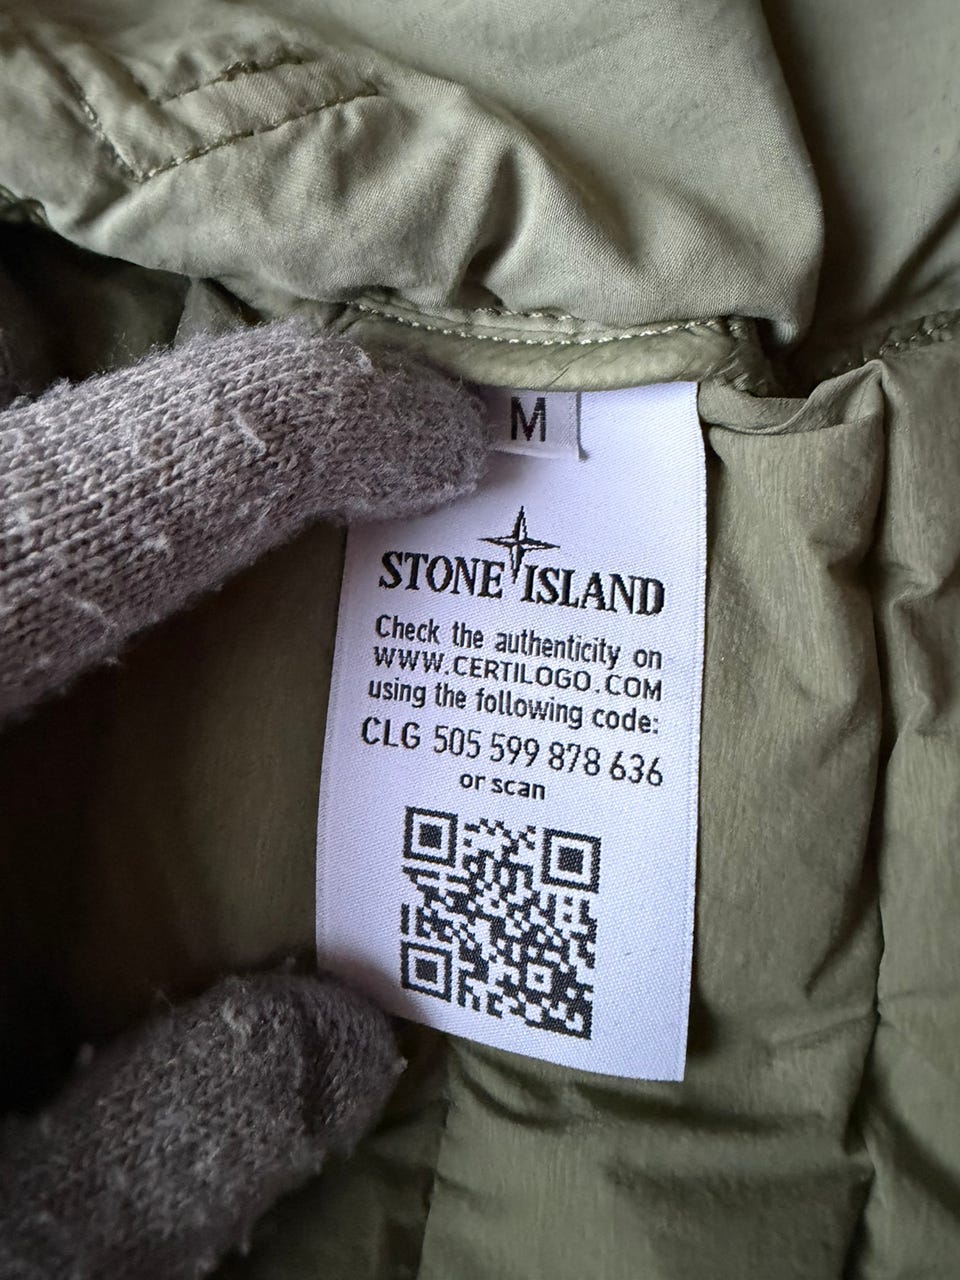 M
STONE ISLAND
Check the authenticity on
WWW.CERTILOGO.COM
using the following code:
CLG 505 599 878 636
or scan